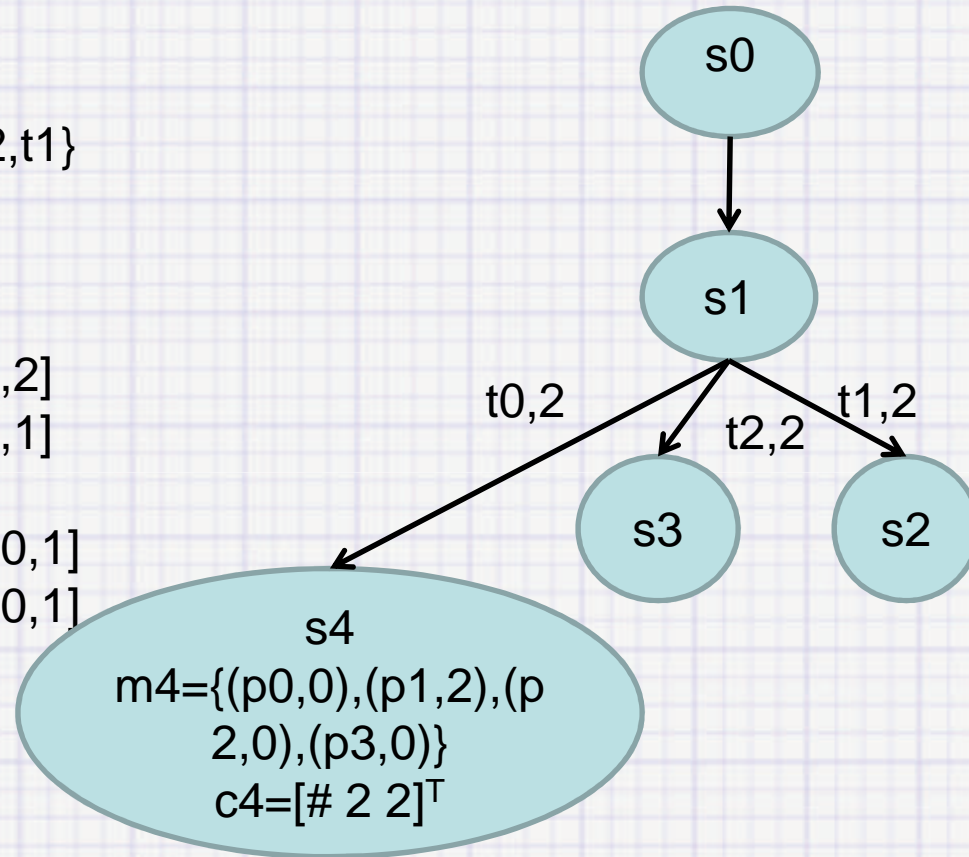 s0
2,t1}
s1
,2]
,1]
t0,2
t1,2
t2,2
0,1]
0,1]
s3
s2
s4
m4={(p0,0),(p1,2),(p
2,0),(p3,0)}
c4=[# 2 2]ᵀ